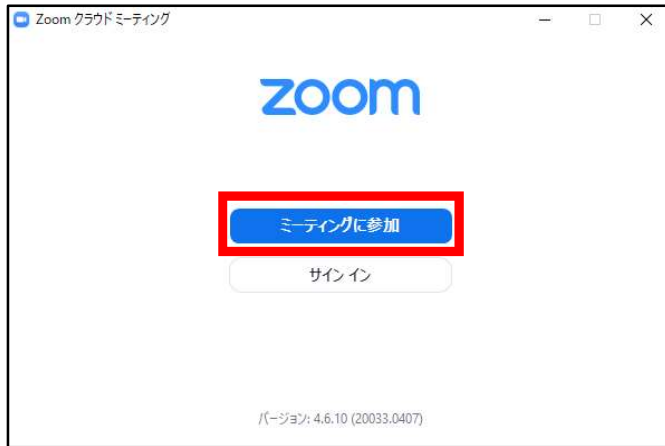 Zoom クラウド ミーティング
zoom
ミーティングに参加
サイン イン
バージョン: 4.6.10 (20033.0407)